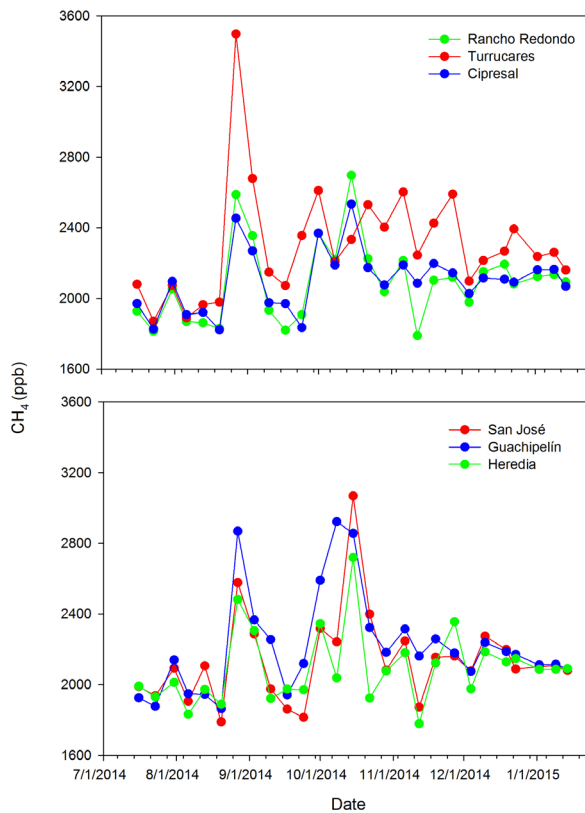 3600
Rancho Redondo
Turrucares
Cipresal
3200
2800
2400
2000
1600
CH4 (ppb)
3600
San José
Guachipelín
Heredia
3200
2800
2400
2000
1600
7/1/2014 8/1/2014 9/1/2014 10/1/2014 11/1/2014 12/1/2014 1/1/2015
Date